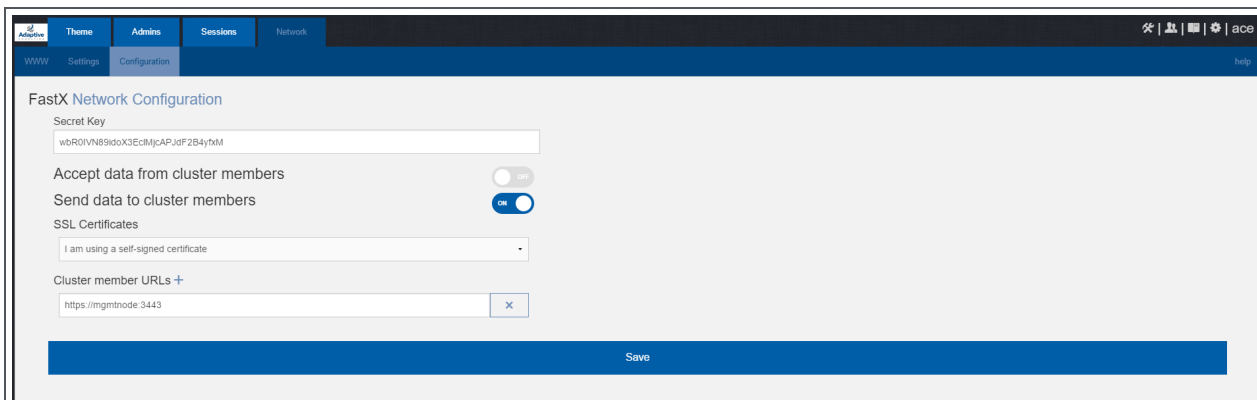 Adaptive Theme Admins Sessions Network | | | | ace
WWW Settings Configuration help
FastX Network Configuration
Secret Key
wbR0IVN89idoX3EclMjcAPJdF2B4yfxM
Accept data from cluster members OFF
Send data to cluster members ON
SSL Certificates
I am using a self-signed certificate
Cluster member URLs +
https://mgmtnode:3443 ×
Save